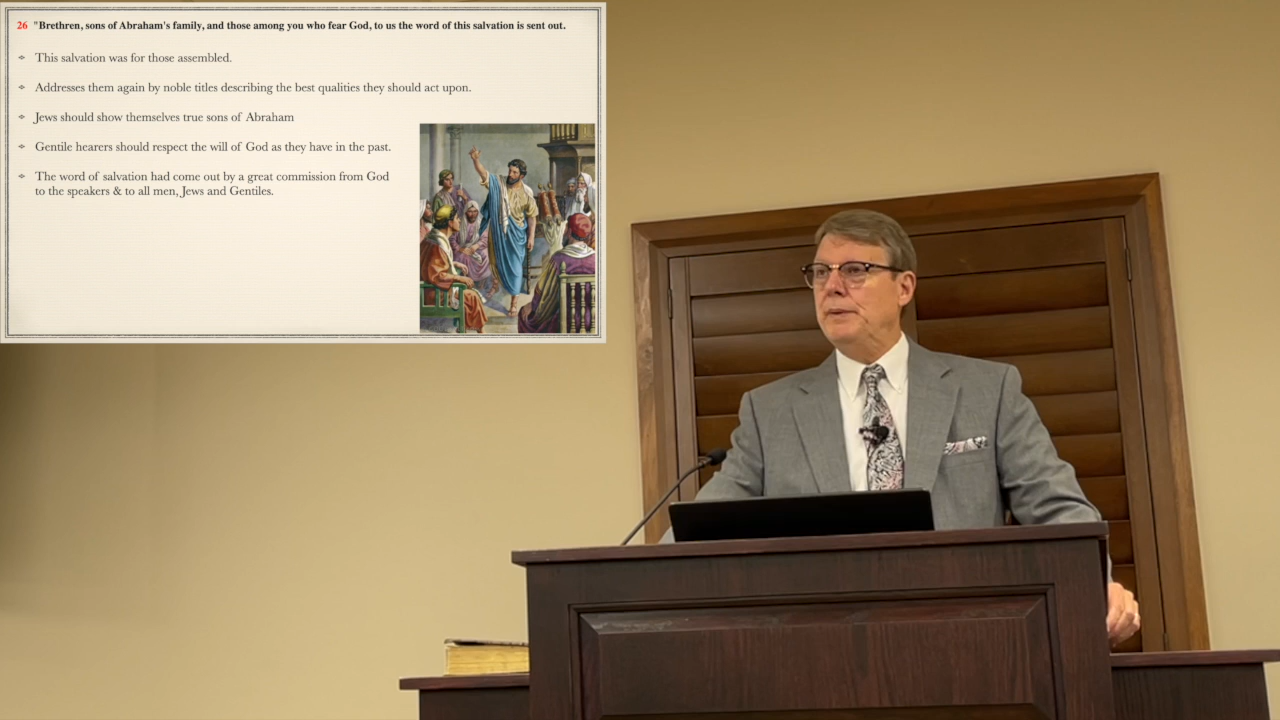 26 "Brethren, sons of Abraham's family, and those among you who fear God, to us the word of this salvation is sent out.
This salvation was for those assembled.
Addresses them again by noble titles describing the best qualities they should act upon.
Jews should show themselves true sons of Abraham
Gentile hearers should respect the will of God as they have in the past.
The word of salvation had come out by a great commission from God
to the speakers & to all men, Jews and Gentiles.